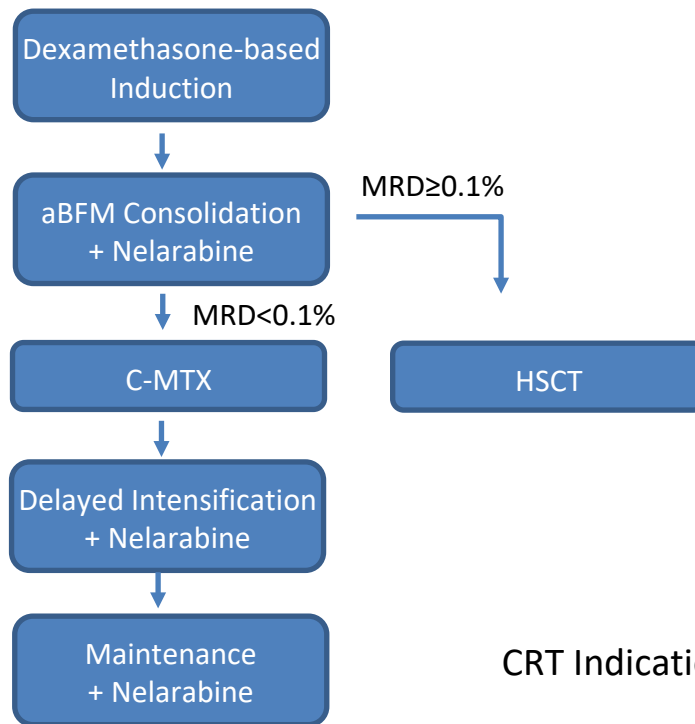 Dexamethasone-based
Induction
aBFM Consolidation
+ Nelarabine
MRD≥0.1%
MRD<0.1%
C-MTX
HSCT
Delayed Intensification
+ Nelarabine
Maintenance
+ Nelarabine
CRT